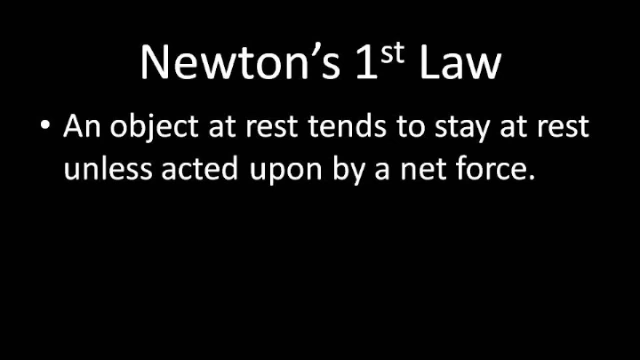 Newton’s 1st Law
• An object at rest tends to stay at rest
unless acted upon by a net force.